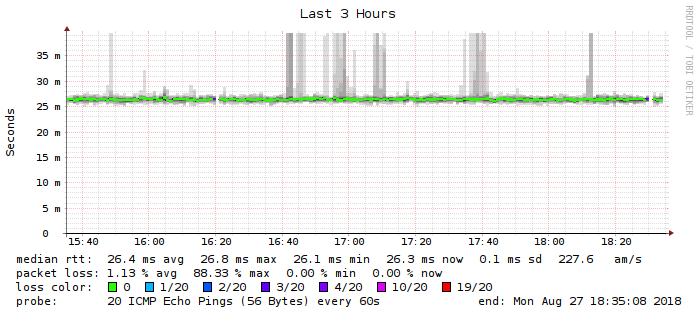 Last 3 Hours
RRDTOOL / TOBI OETIKER
Seconds
35 m
30 m
25 m
20 m
15 m
10 m
5 m
0
15:40 16:00 16:20 16:40 17:00 17:20 17:40 18:00 18:20
median rtt: 26.4 ms avg 26.8 ms max 26.1 ms min 26.3 ms now 0.1 ms sd 227.6 am/s
packet loss: 1.13 % avg 88.33 % max 0.00 % min 0.00 % now
loss color: 0 1/20 2/20 3/20 4/20 10/20 19/20
probe: 20 ICMP Echo Pings (56 Bytes) every 60s end: Mon Aug 27 18:35:08 2018